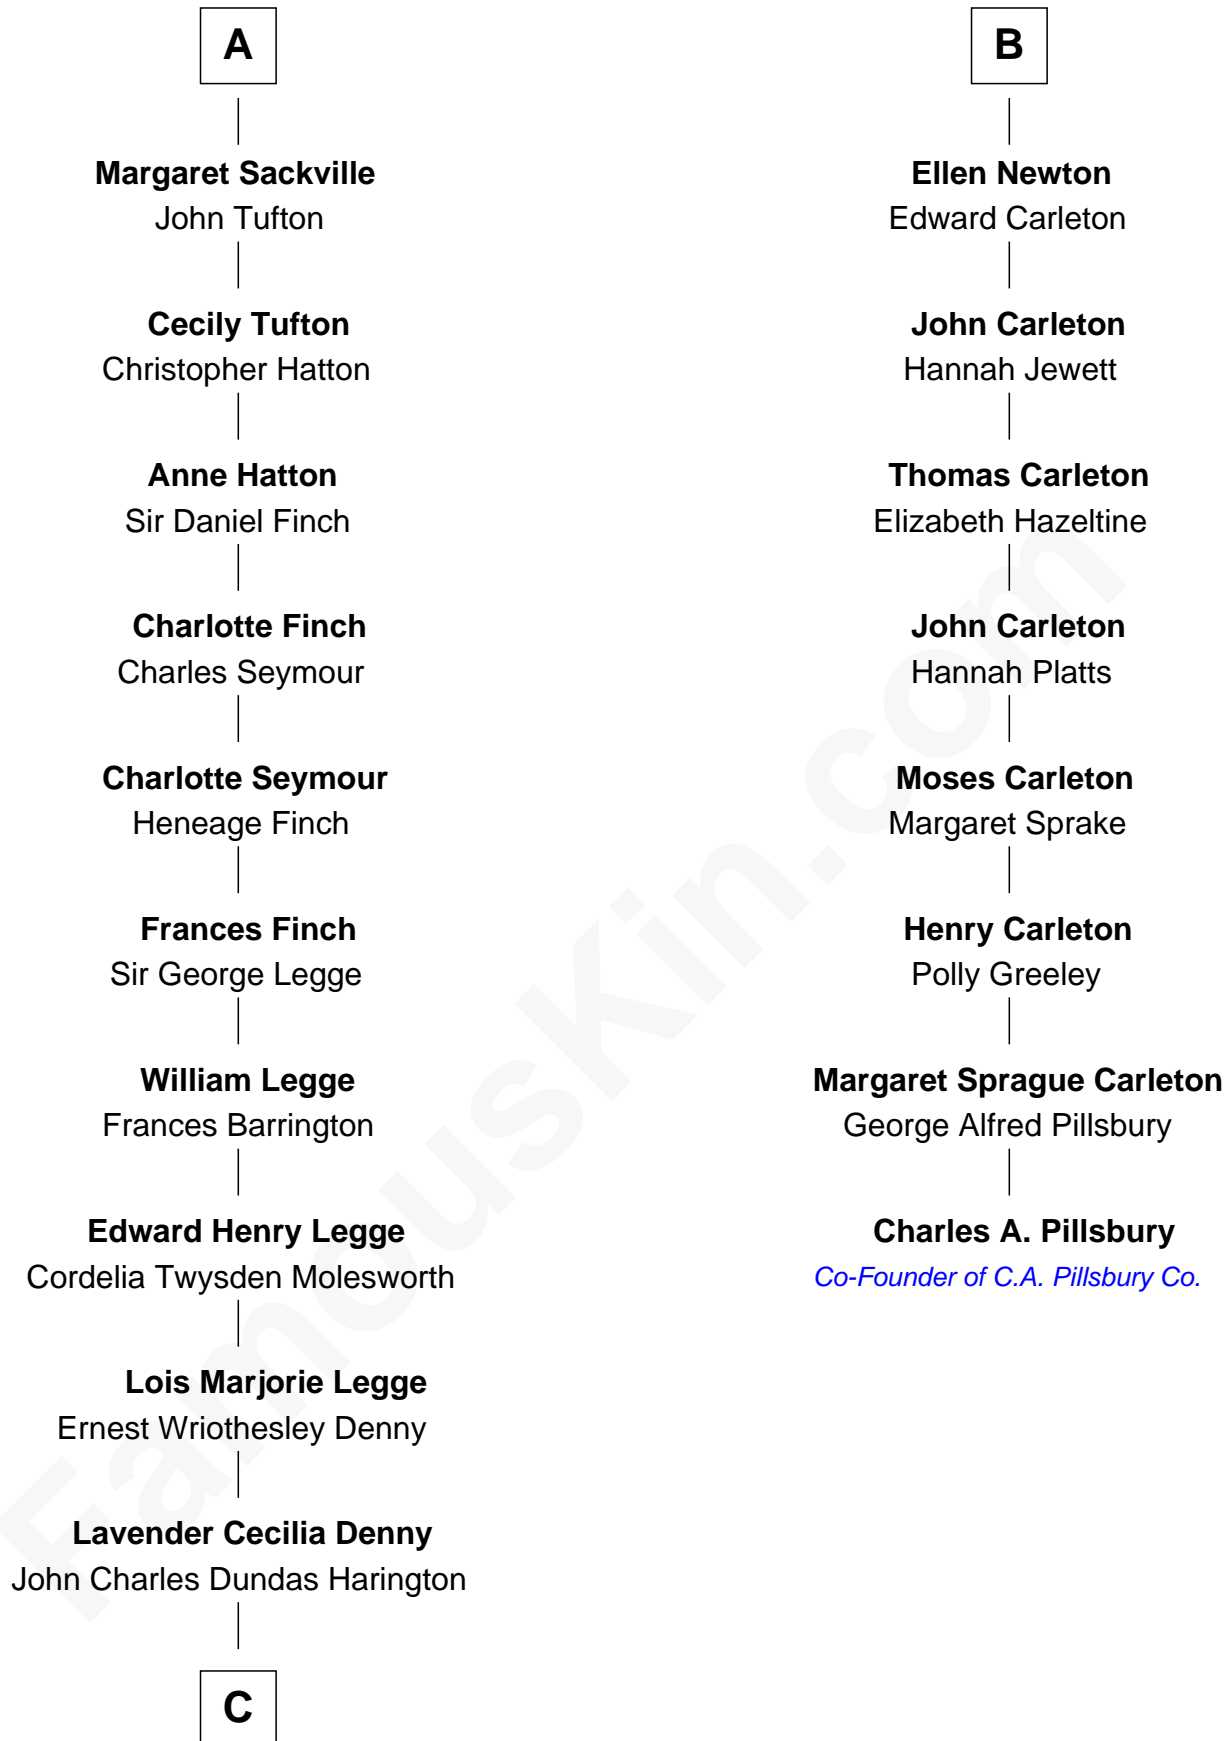 A
Margaret Sackville
John Tufton
Cecily Tufton
Christopher Hatton
Anne Hatton
Sir Daniel Finch
Charlotte Finch
Charles Seymour
Charlotte Seymour
Heneage Finch
Frances Finch
Sir George Legge
William Legge
Frances Barrington
Edward Henry Legge
Cordelia Twysden Molesworth
Lois Marjorie Legge
Ernest Wriothesley Denny
Lavender Cecilia Denny
John Charles Dundas Harington
C
B
Ellen Newton
Edward Carleton
John Carleton
Hannah Jewett
Thomas Carleton
Elizabeth Hazeltine
John Carleton
Hannah Platts
Moses Carleton
Margaret Sprake
Henry Carleton
Polly Greeley
Margaret Sprague Carleton
George Alfred Pillsbury
Charles A. Pillsbury
Co-Founder of C.A. Pillsbury Co.
FamousKin.com